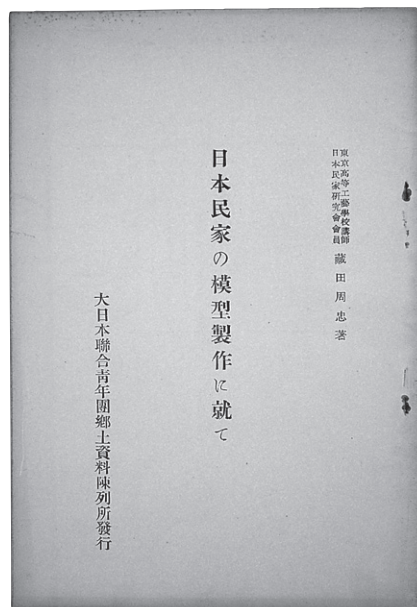 東京高等工藝學校講師
日本民家研究會會員
藏田周忠著
日本民家の模型製作に就て
大日本聯合青年團鄕土資料陳列所發行